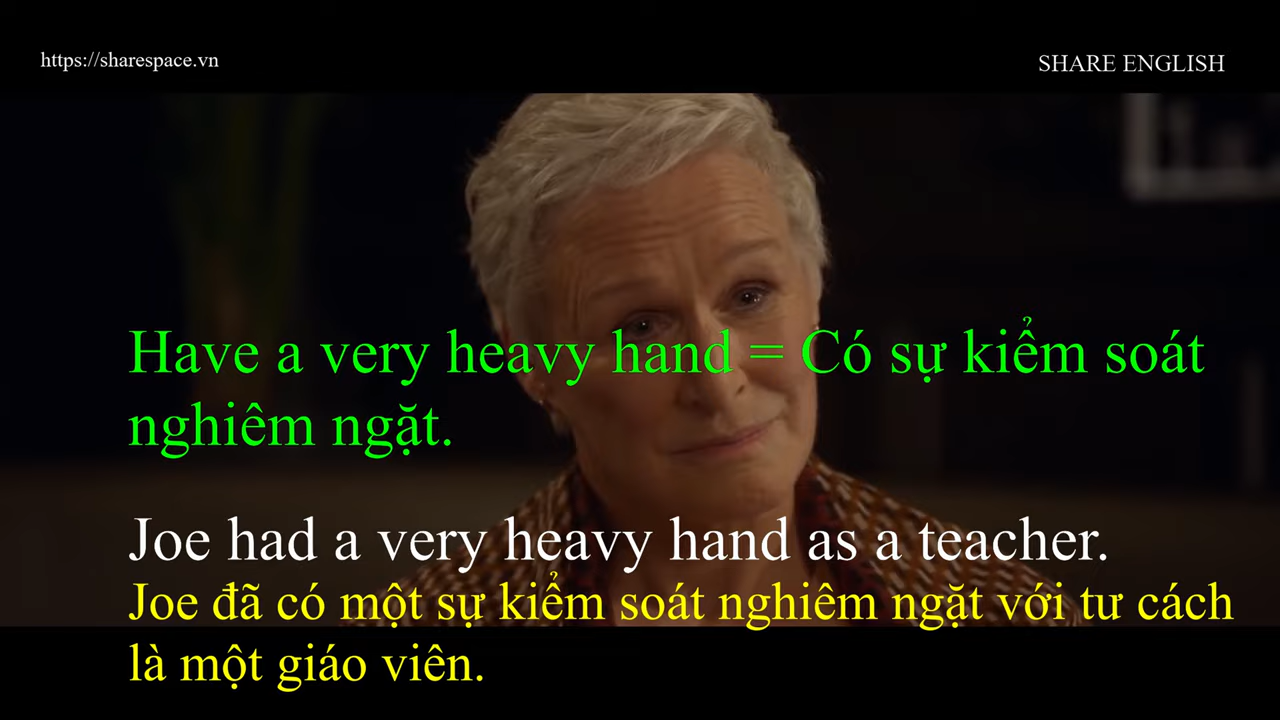 https://sharespace.vn
SHARE ENGLISH
Have a very heavy hand = Có sự kiểm soát
nghiêm ngặt.
Joe had a very heavy hand as a teacher.
Joe đã có một sự kiểm soát nghiêm ngặt với tư cách
là một giáo viên.